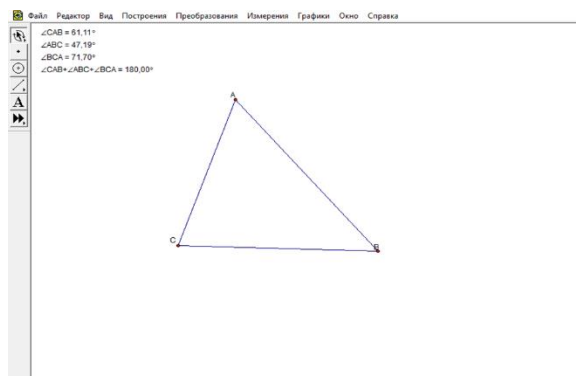 Файл Редактор Вид Построения Преобразования Измерения Графики Окно Справка
∠CAB = 61,11°
∠ABC = 47,19°
∠BCA = 71,70°
∠CAB+∠ABC+∠BCA = 180,00°
A
A
C
B